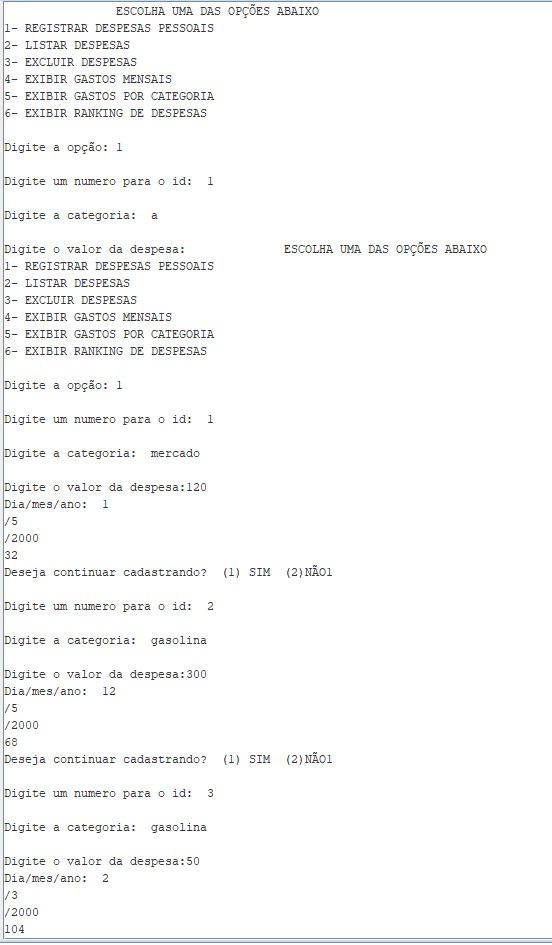 ESCOLHA UMA DAS OPÇÕES ABAIXO
1- REGISTRAR DESPESAS PESSOAIS
2- LISTAR DESPESAS
3- EXCLUIR DESPESAS
4- EXIBIR GASTOS MENSAIS
5- EXIBIR GASTOS POR CATEGORIA
6- EXIBIR RANKING DE DESPESAS
Digite a opção: 1
Digite um numero para o id:  1
Digite a categoria:  a
Digite o valor da despesa:              ESCOLHA UMA DAS OPÇÕES ABAIXO
1- REGISTRAR DESPESAS PESSOAIS
2- LISTAR DESPESAS
3- EXCLUIR DESPESAS
4- EXIBIR GASTOS MENSAIS
5- EXIBIR GASTOS POR CATEGORIA
6- EXIBIR RANKING DE DESPESAS
Digite a opção: 1
Digite um numero para o id:  1
Digite a categoria:  mercado
Digite o valor da despesa:120
Dia/mes/ano:  1
/5
/2000
32
Deseja continuar cadastrando?  (1) SIM  (2)NÃO1
Digite um numero para o id:  2
Digite a categoria:  gasolina
Digite o valor da despesa:300
Dia/mes/ano:  12
/5
/2000
68
Deseja continuar cadastrando?  (1) SIM  (2)NÃO1
Digite um numero para o id:  3
Digite a categoria:  gasolina
Digite o valor da despesa:50
Dia/mes/ano:  2
/3
/2000
104